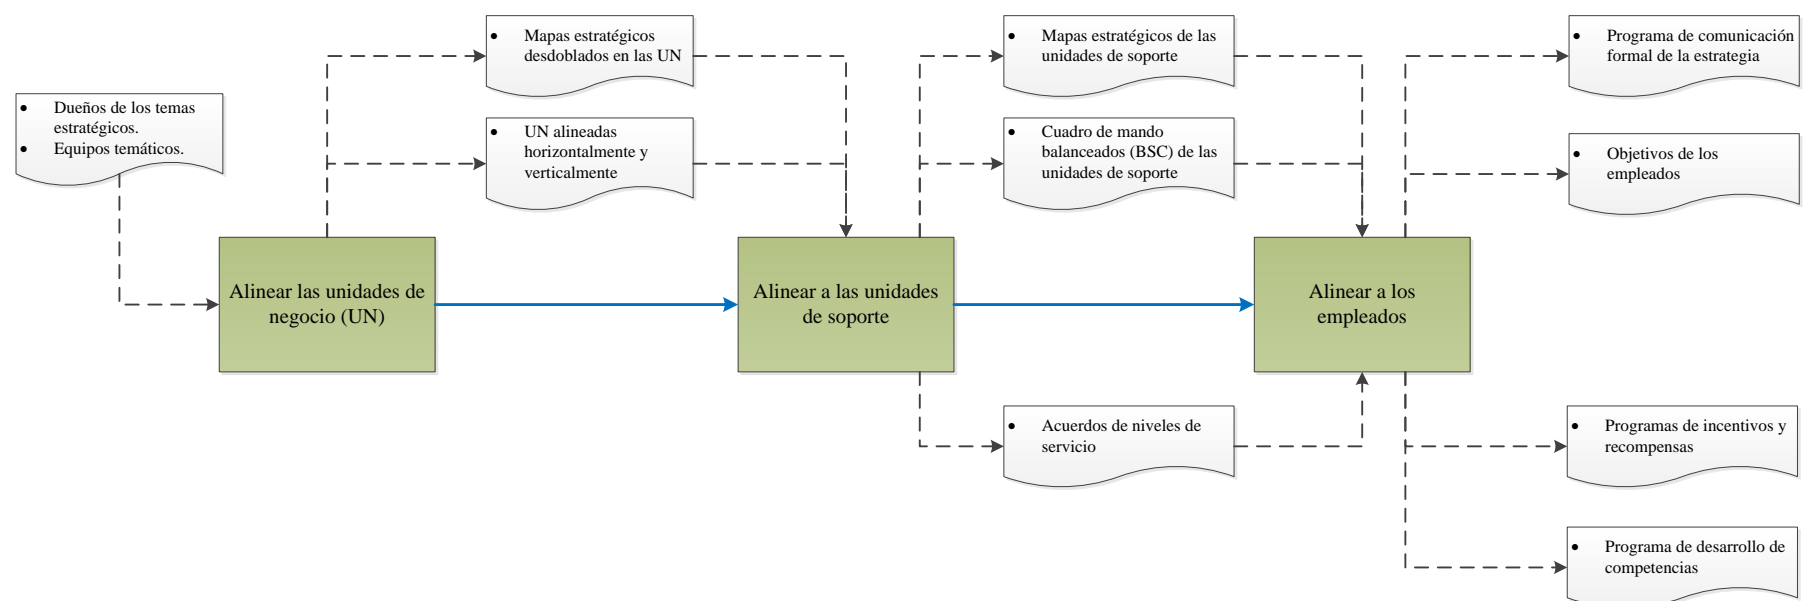 • Dueños de los temas
estratégicos.
• Equipos temáticos.
Alinear las unidades de
negocio (UN)
• Mapas estratégicos
desdoblados en las UN
• UN alineadas
horizontalmente y
verticalmente
Alinear a las unidades
de soporte
• Mapas estratégicos de las
unidades de soporte
• Cuadro de mando
balanceados (BSC) de las
unidades de soporte
• Acuerdos de niveles de
servicio
Alinear a los
empleados
• Programa de comunicación
formal de la estrategia
• Objetivos de los
empleados
• Programas de incentivos y
recompensas
• Programa de desarrollo de
competencias